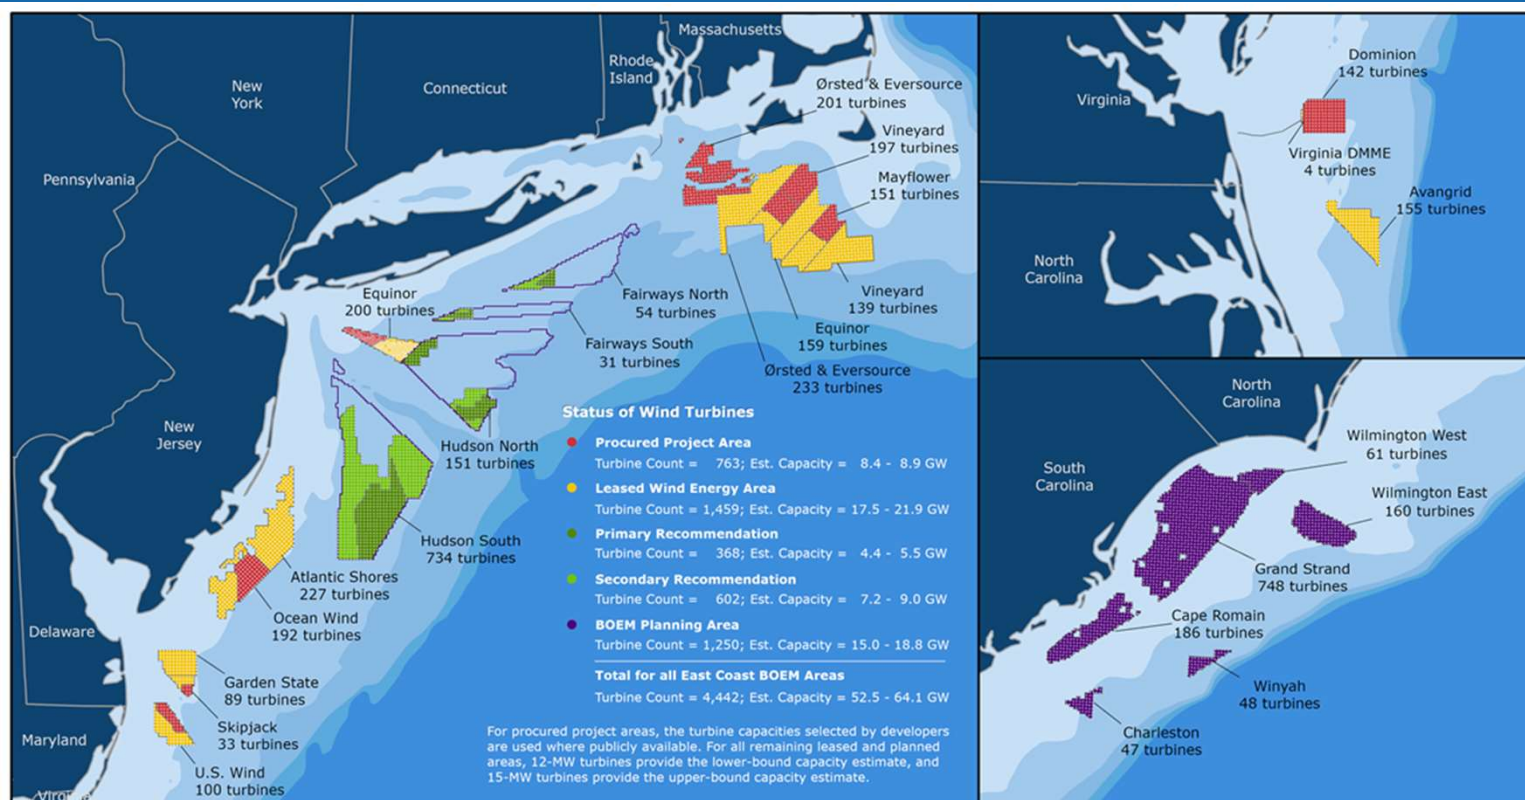 Massachusetts
Rhode
Island
Connecticut
New
York
Pennsylvania
Ørsted & Eversource
201 turbines
Vineyard
197 turbines
Mayflower
151 turbines
Vineyard
139 turbines
Equinor
159 turbines
Ørsted & Eversource
233 turbines
Fairways North
54 turbines
Fairways South
31 turbines
Equinor
200 turbines
Hudson North
151 turbines
Hudson South
734 turbines
New
Jersey
Atlantic Shores
227 turbines
Ocean Wind
192 turbines
Delaware
Garden State
89 turbines
Skipjack
33 turbines
Maryland
U.S. Wind
100 turbines
Virginia
Status of Wind Turbines
Procured Project Area
Turbine Count = 763; Est. Capacity = 8.4 - 8.9 GW
Leased Wind Energy Area
Turbine Count = 1,459; Est. Capacity = 17.5 - 21.9 GW
Primary Recommendation
Turbine Count = 368; Est. Capacity = 4.4 - 5.5 GW
Secondary Recommendation
Turbine Count = 602; Est. Capacity = 7.2 - 9.0 GW
BOEM Planning Area
Turbine Count = 1,250; Est. Capacity = 15.0 - 18.8 GW
Total for all East Coast BOEM Areas
Turbine Count = 4,442; Est. Capacity = 52.5 - 64.1 GW
For procured project areas, the turbine capacities selected by developers
are used where publicly available. For all remaining leased and planned
areas, 12-MW turbines provide the lower-bound capacity estimate, and
15-MW turbines provide the upper-bound capacity estimate.
Dominion
142 turbines
Virginia
Virginia DMME
4 turbines
Avangrid
155 turbines
North
Carolina
North
Carolina
South
Carolina
Wilmington West
61 turbines
Wilmington East
160 turbines
Grand Strand
748 turbines
Cape Romain
186 turbines
Winyah
48 turbines
Charleston
47 turbines